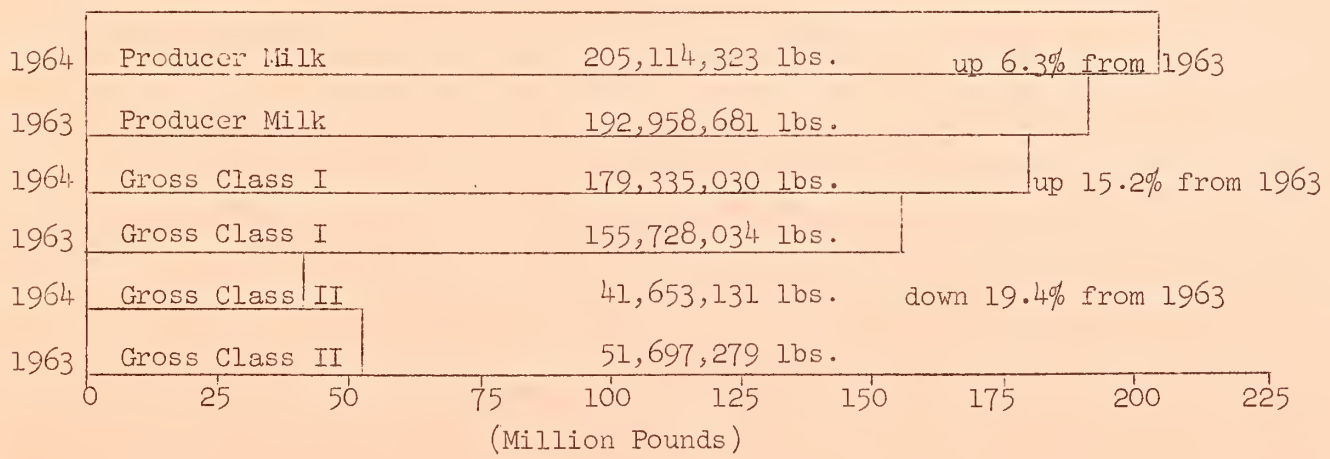 1964 Producer Milk 205,114,323 lbs. up 6.3% from 1963
1963 Producer Milk 192,958,681 lbs.
1964 Gross Class I 179,335,030 lbs. up 15.2% from 1963
1963 Gross Class I 155,728,034 lbs.
1964 Gross Class II 41,653,131 lbs. down 19.4% from 1963
1963 Gross Class II 51,697,279 lbs.
0 25 50 75 100 125 150 175 200 225
(Million Pounds)